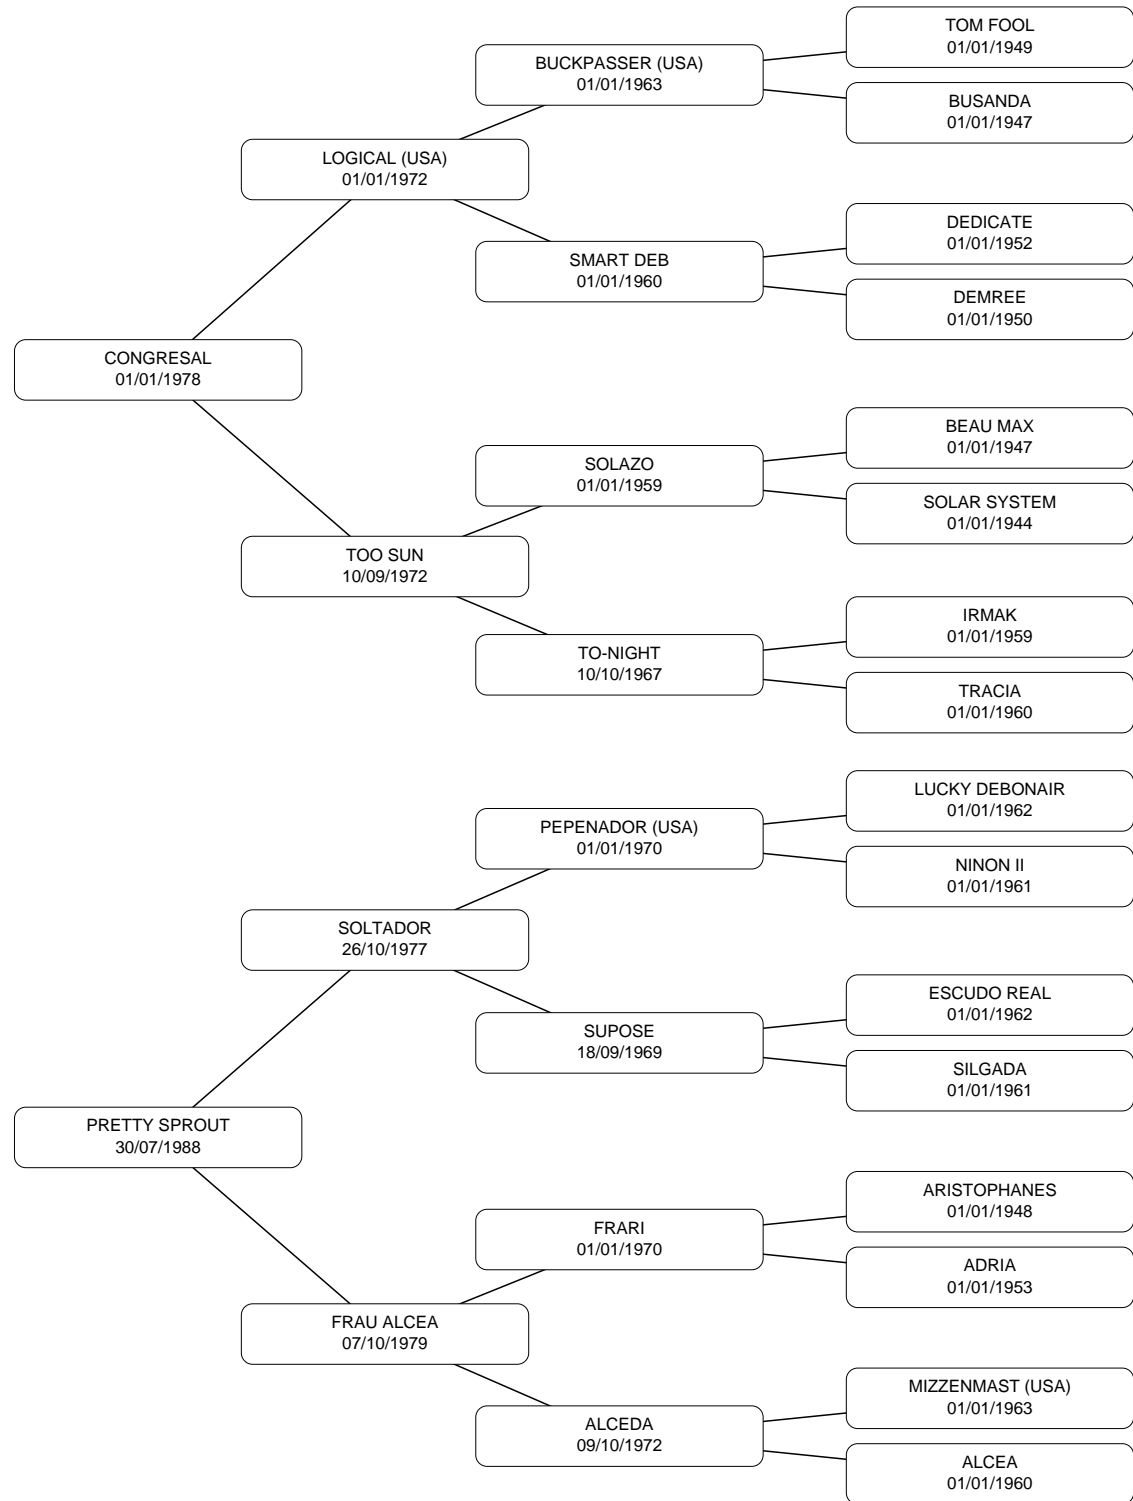 TOM FOOL
01/01/1949
BUCKPASSER (USA)
01/01/1963
BUSANDA
01/01/1947
LOGICAL (USA)
01/01/1972
DEDICATE
01/01/1952
SMART DEB
01/01/1960
DEMREE
01/01/1950
CONGRESAL
01/01/1978
BEAU MAX
01/01/1947
SOLAZO
01/01/1959
SOLAR SYSTEM
01/01/1944
TOO SUN
10/09/1972
IRMAK
01/01/1959
TO-NIGHT
10/10/1967
TRACIA
01/01/1960
LUCKY DEBONAIR
01/01/1962
PEPENADOR (USA)
01/01/1970
NINON II
01/01/1961
SOLTADOR
26/10/1977
ESCUDO REAL
01/01/1962
SUPOSE
18/09/1969
SILGADA
01/01/1961
PRETTY SPROUT
30/07/1988
ARISTOPHANES
01/01/1948
FRARI
01/01/1970
ADRIA
01/01/1953
FRAU ALCEA
07/10/1979
MIZZENMAST (USA)
01/01/1963
ALCEDA
09/10/1972
ALCEA
01/01/1960